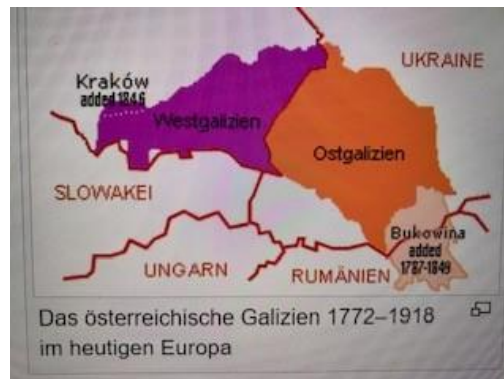 UKRAINE
Kraków
added 1846
Westgalizien
Ostgalizien
SLOWAKEI
Bukowina
added
1787-1849
UNGARN
RUMÄNIEN
Das österreichische Galizien 1772–1918
im heutigen Europa